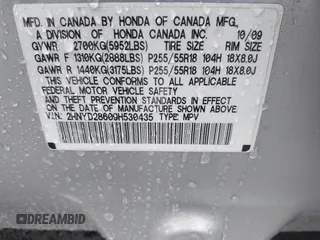 MFD. IN CANADA BY HONDA OF CANADA MFG.,
A DIVISION OF HONDA CANADA INC. 10/09
GVWR 2700KG(5952LBS) TIRE SIZE RIM SIZE
GAWR F 1310KG(2888LBS) P255/55R18 104H 18X8.0J
GAWR R 1440KG(3175LBS) P255/55R18 104H 18X8.0J
THIS VEHICLE CONFORMS TO ALL APPLICABLE
FEDERAL MOTOR VEHICLE SAFETY AND
BUMPER STANDARDS IN EFFECT ON THE DATE
OF MANUFACTURE SHOWN ABOVE.
V.I.N: 2HNYD28609H530435 TYPE: MPV
DREAMBID